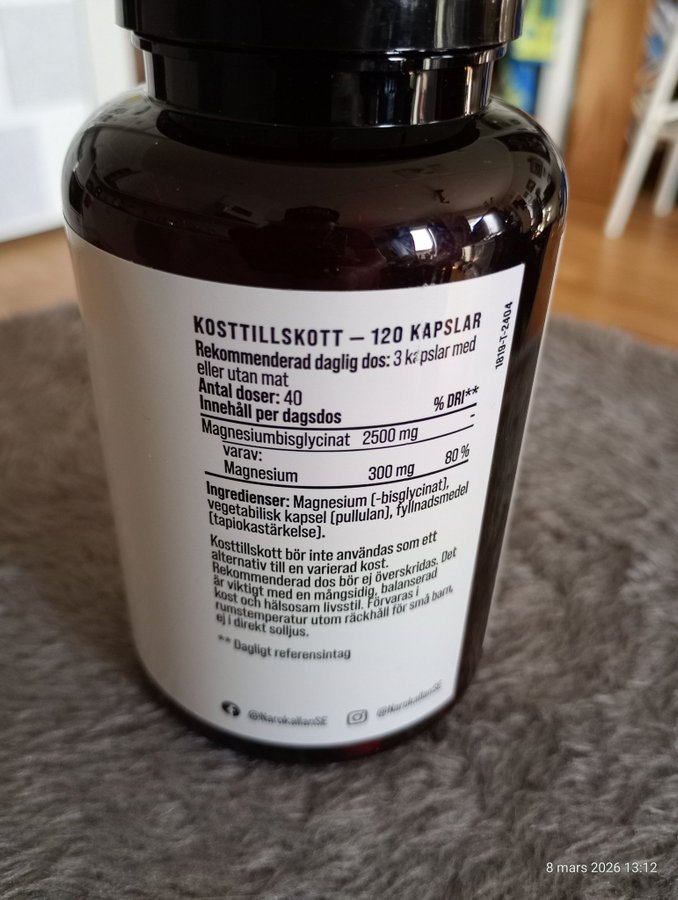 KOSTTILLSKOTT – 120 KAPSLAR
Rekommenderad daglig dos: 3 kapslar med
eller utan mat
Antal doser: 40
Innehåll per dagsdos % DRI**
Magnesiumbisglycinat 2500 mg -
varav:
Magnesium 300 mg 80 %
Ingredienser: Magnesium (-bisglycinat),
vegetabilisk kapsel (pullulan), fyllnadsmedel
(tapiokastärkelse).
Kosttillskott bör inte användas som ett
alternativ till en varierad kost.
Rekommenderad dos bör ej överskridas. Det
är viktigt med en mångsidig, balanserad
kost och hälsosam livsstil. Förvaras i
rumstemperatur utom räckhåll för små barn,
ej i direkt solljus.
** Dagligt referensintag
@NarokallanSE @NarokallanSE
1819-T-2404
8 mars 2026 13:12